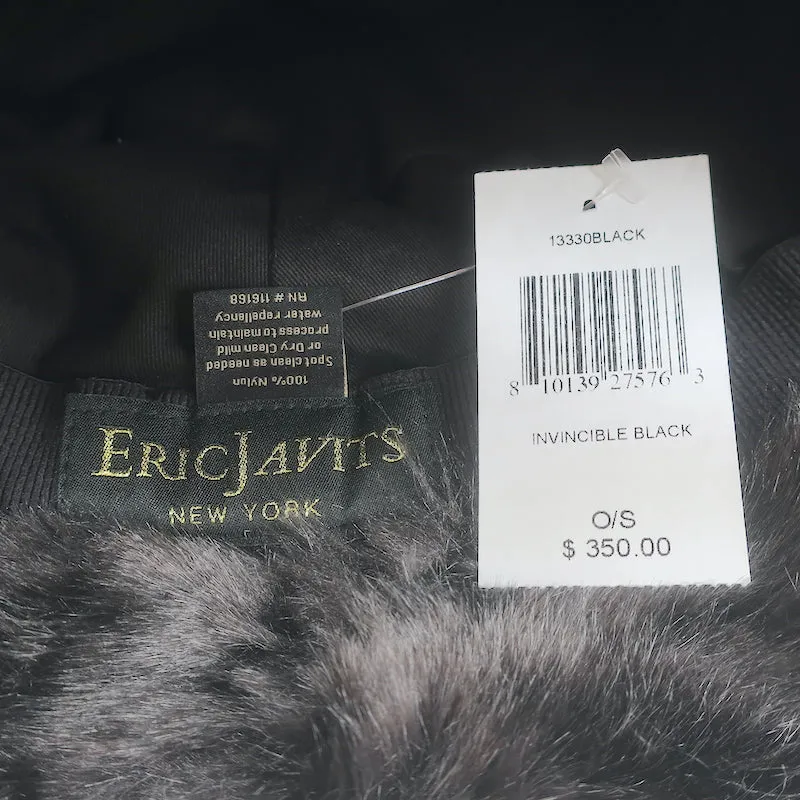 13330BLACK
8 10139 27576 3
INVINCIBLE BLACK
O/S
$ 350.00
100% Nylon
Spot clean as needed
or Dry Clean mild
process to maintain
water repellancy
RN # 116168
ERIC JAVITS
NEW YORK